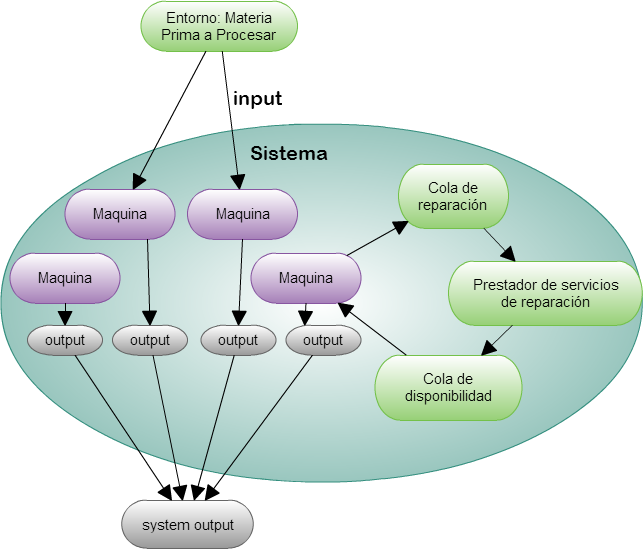 Entorno: Materia
Prima a Procesar
input
Sistema
Cola de
reparación
Maquina
Maquina
Maquina
Maquina
Prestador de servicios
de reparación
output
output
output
output
Cola de
disponibilidad
system output